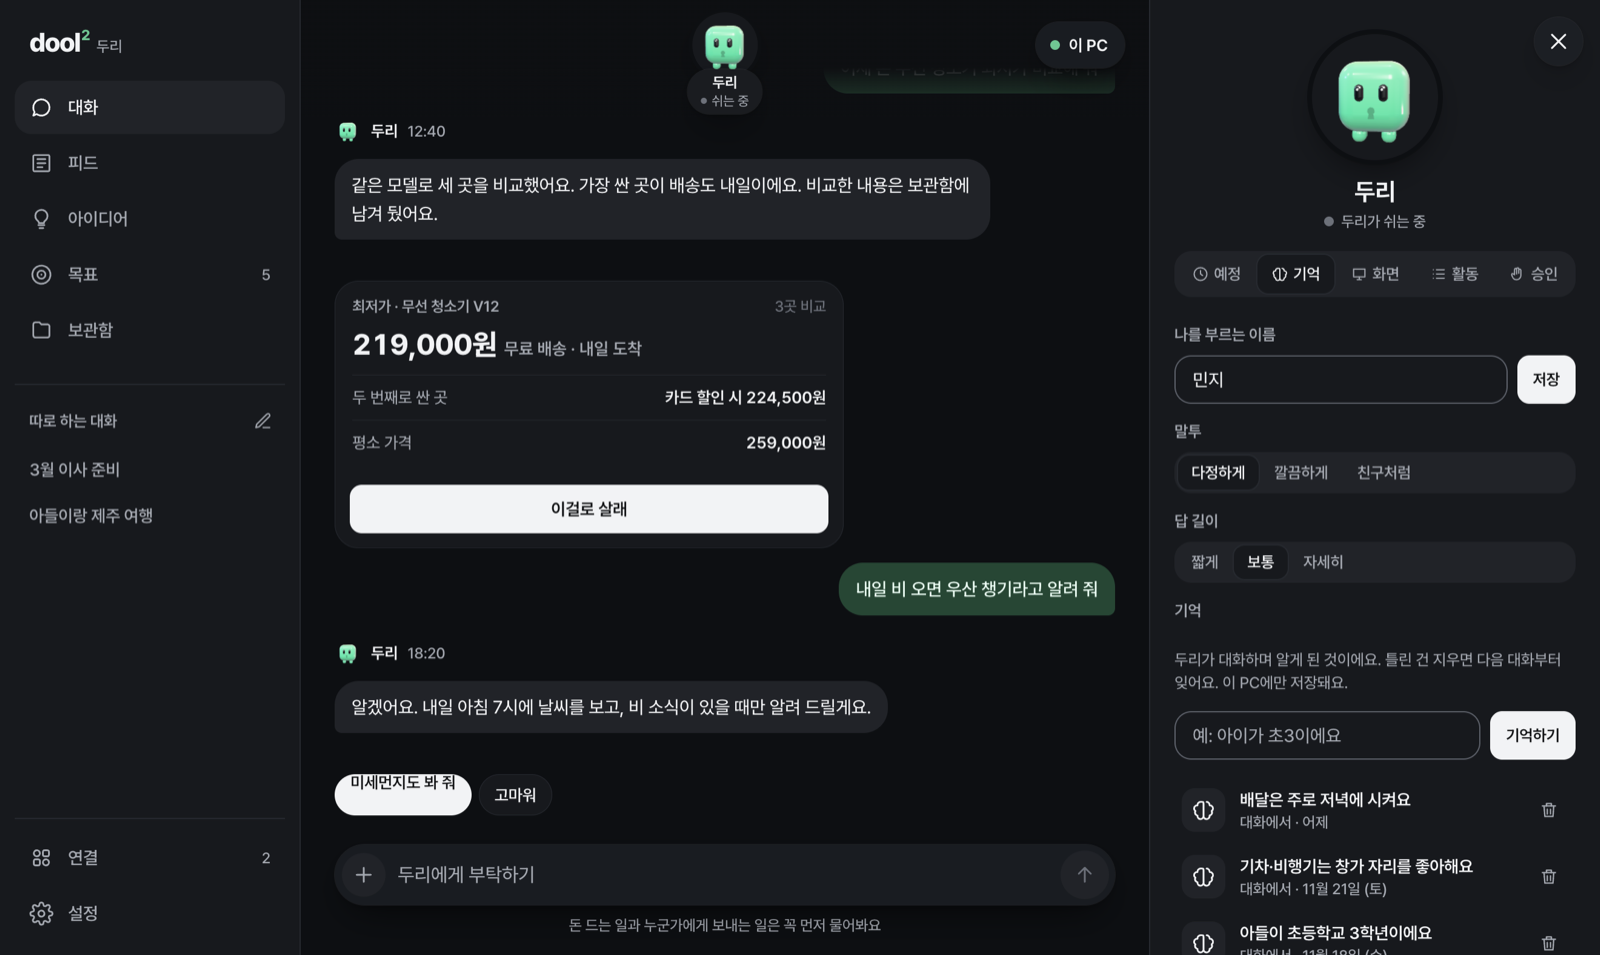 dool² 두리
대화
피드
아이디어
목표 5
보관함
따로 하는 대화
3월 이사 준비
아들이랑 제주 여행
연결 2
설정
두리
쉬는 중
이 PC
두리 12:40
같은 모델로 세 곳을 비교했어요. 가장 싼 곳이 배송도 내일이에요. 비교한 내용은 보관함에
남겨 뒀어요.
최저가 · 무선 청소기 V12 3곳 비교
219,000원 무료 배송 · 내일 도착
두 번째로 싼 곳 카드 할인 시 224,500원
평소 가격 259,000원
이걸로 살래
내일 비 오면 우산 챙기라고 알려 줘
두리 18:20
알겠어요. 내일 아침 7시에 날씨를 보고, 비 소식이 있을 때만 알려 드릴게요.
미세먼지도 봐 줘 고마워
두리에게 부탁하기
돈 드는 일과 누군가에게 보내는 일은 꼭 먼저 물어봐요
두리
두리가 쉬는 중
예정 기억 화면 활동 승인
나를 부르는 이름
민지 저장
말투
다정하게 깔끔하게 친구처럼
답 길이
짧게 보통 자세히
기억
두리가 대화하며 알게 된 것이에요. 틀린 건 지우면 다음 대화부터
잊어요. 이 PC에만 저장돼요.
예: 아이가 초3이에요 기억하기
배달은 주로 저녁에 시켜요
대화에서 · 어제
기차·비행기는 창가 자리를 좋아해요
대화에서 · 11월 21일 (토)
아들이 초등학교 3학년이에요